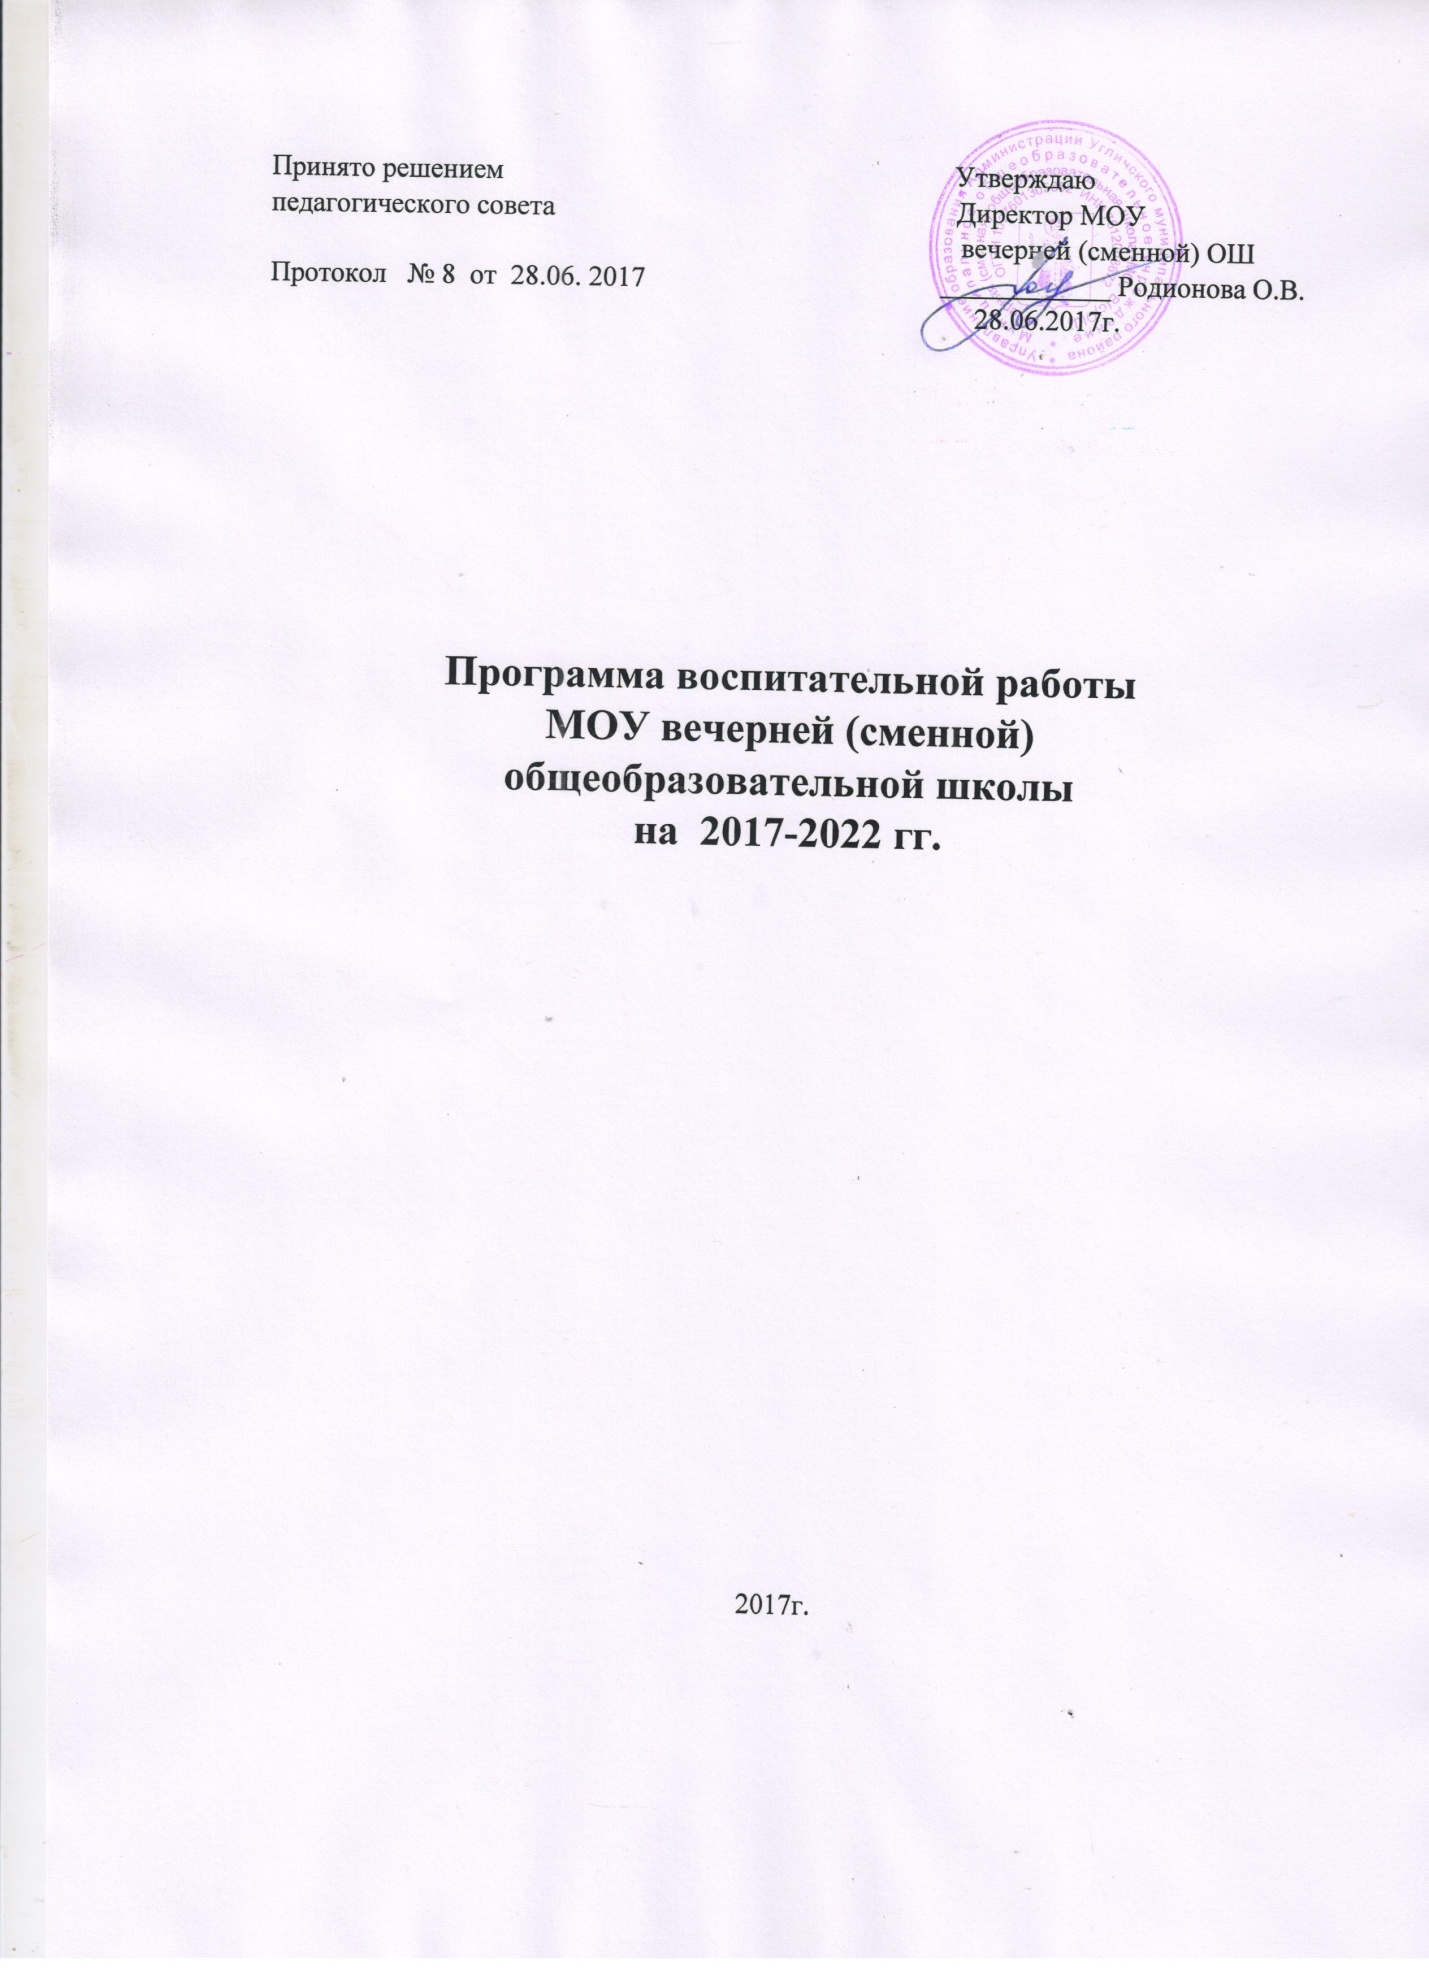 Принято решением
педагогического совета
Протокол № 8 от 28.06. 2017
Утверждаю
Директор МОУ
вечерней (сменной) ОШ
Родионова О.В.
28.06.2017г.
Программа воспитательной работы
МОУ вечерней (сменной)
общеобразовательной школы
на 2017-2022 гг.
2017г.